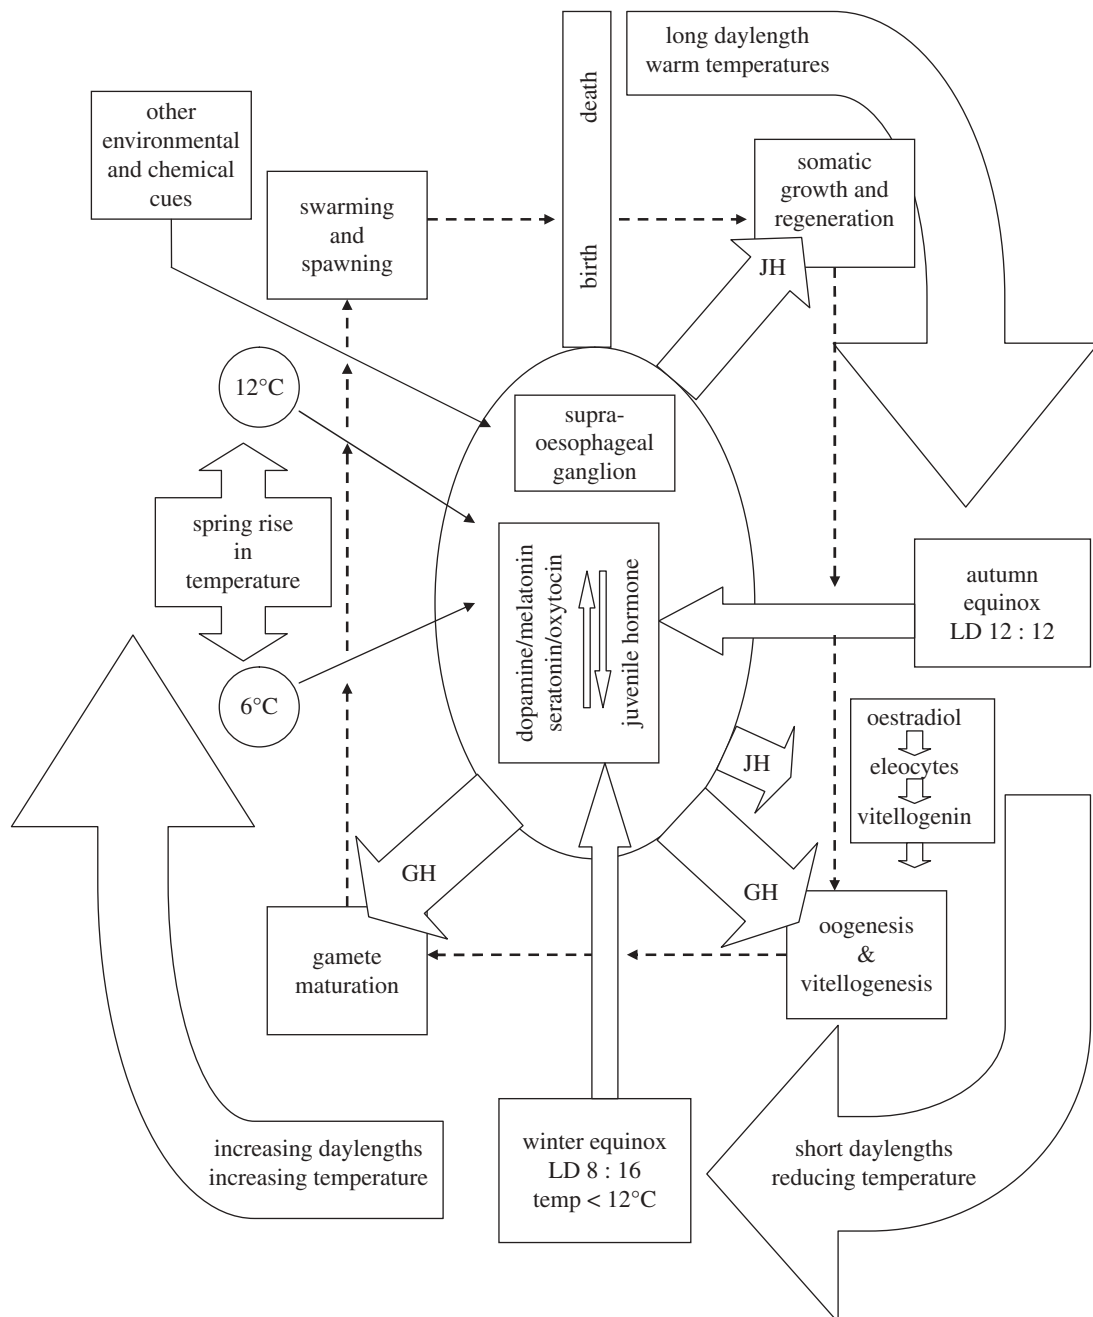 long daylength
warm temperatures
death
birth
other
environmental
and chemical
cues
swarming
and
spawning
somatic
growth and
regeneration
JH
12°C
supra-
oesophageal
ganglion
spring rise
in
temperature
6°C
dopamine/melatonin
seratonin/oxytocin
juvenile hormone
autumn
equinox
LD 12 : 12
oestradiol
eleocytes
vitellogenin
JH
GH
GH
gamete
maturation
oogenesis
&
vitellogenesis
increasing daylengths
increasing temperature
winter equinox
LD 8 : 16
temp < 12°C
short daylengths
reducing temperature